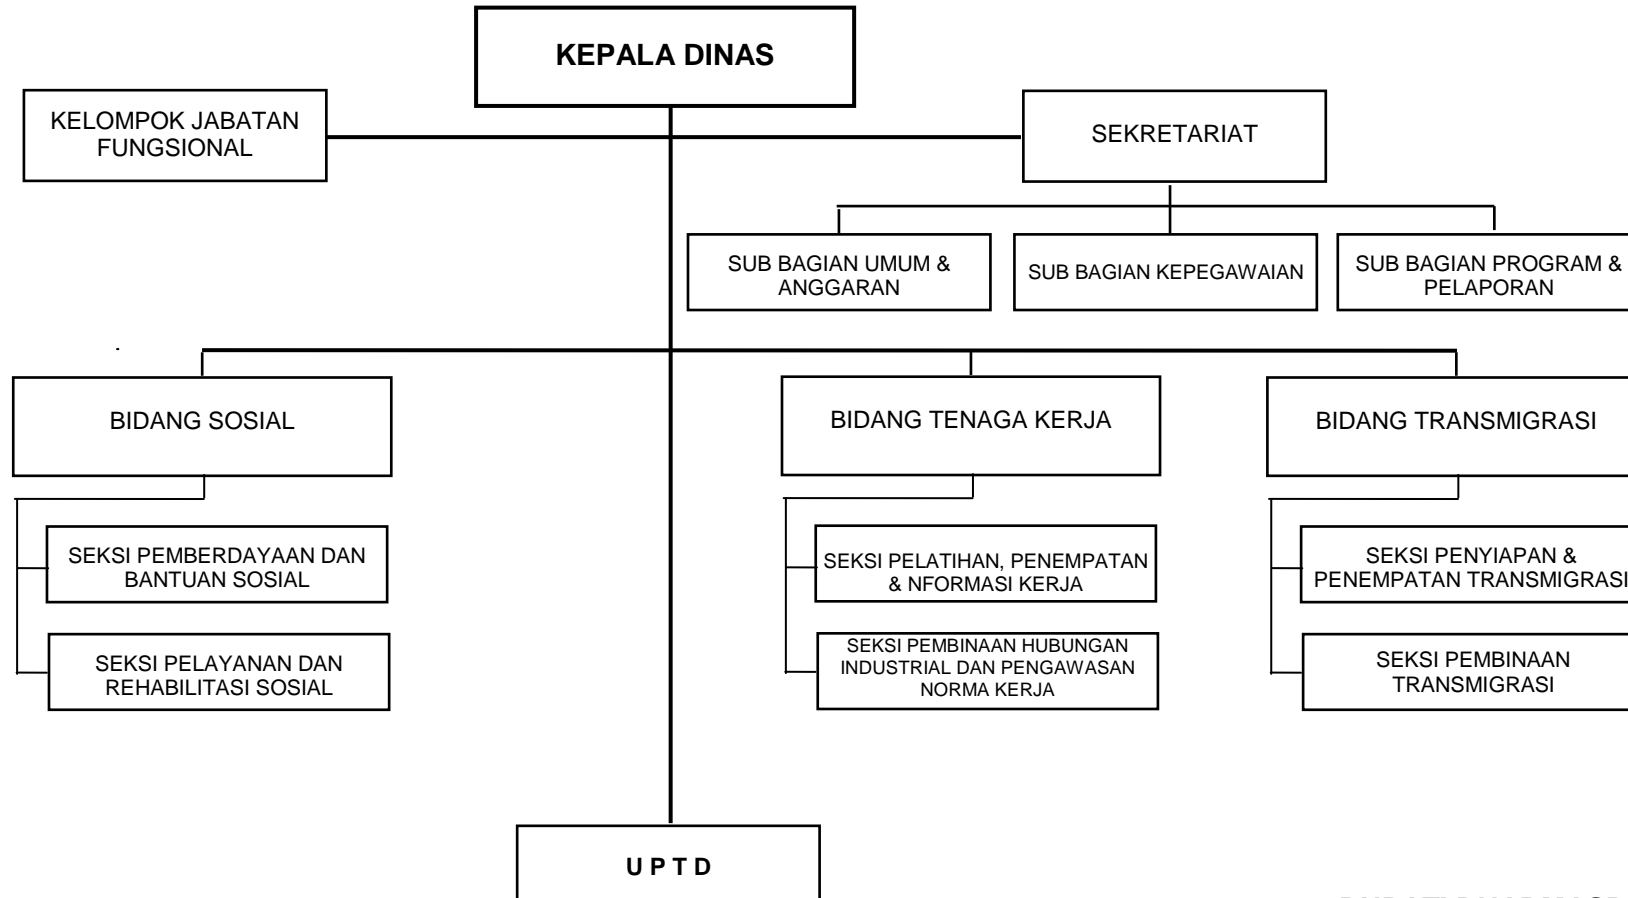 KEPALA DINAS
KELOMPOK JABATAN
FUNGSIONAL
SEKRETARIAT
SUB BAGIAN UMUM &
ANGGARAN
SUB BAGIAN KEPEGAWAIAN
SUB BAGIAN PROGRAM &
PELAPORAN
BIDANG SOSIAL
BIDANG TENAGA KERJA
BIDANG TRANSMIGRASI
SEKSI PEMBERDAYAAN DAN
BANTUAN SOSIAL
SEKSI PELATIHAN, PENEMPATAN
& NFORMASI KERJA
SEKSI PENYIAPAN &
PENEMPATAN TRANSMIGRASI
SEKSI PELAYANAN DAN
REHABILITASI SOSIAL
SEKSI PEMBINAAN HUBUNGAN
INDUSTRIAL DAN PENGAWASAN
NORMA KERJA
SEKSI PEMBINAAN
TRANSMIGRASI
U P T D